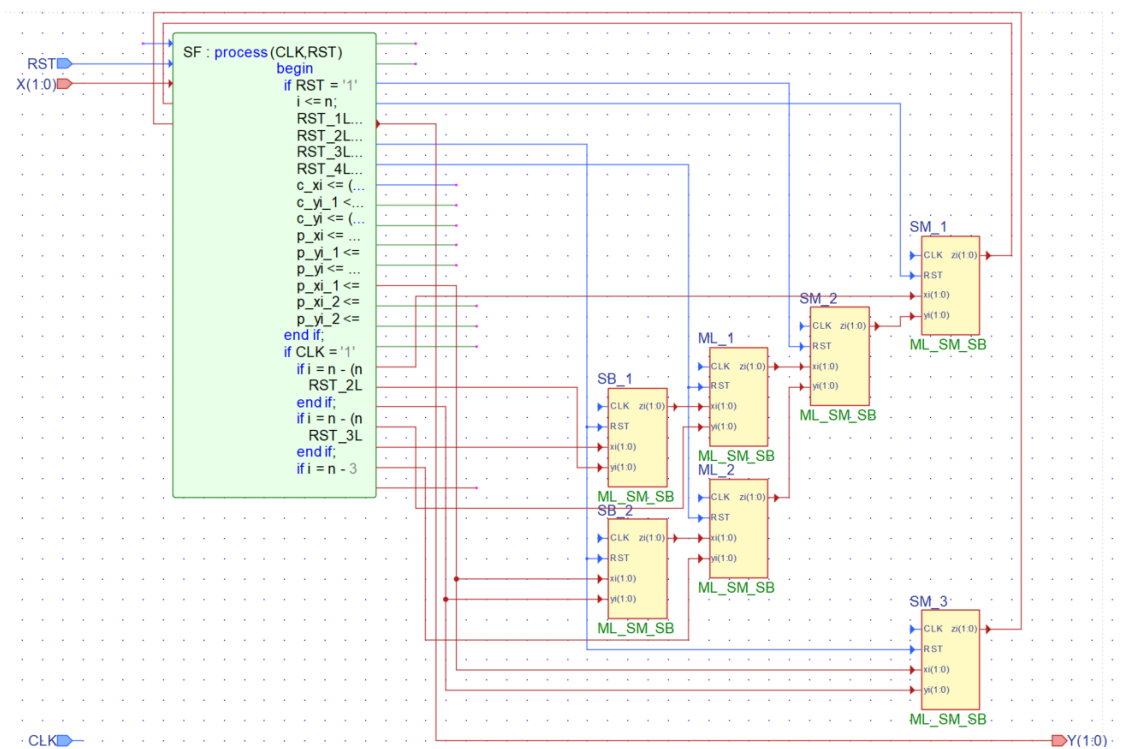 SF : process(CLK,RST)
begin
if RST = '1'
i <= n;
RST_1L...
RST_2L...
RST_3L...
RST_4L...
c_xi <= (...
c_yi_1 <...
c_yi <= (...
p_xi <= ...
p_yi_1 <=
p_yi <= ...
p_xi_1 <=
p_xi_2 <=
p_yi_2 <=
end if;
if CLK = '1'
if i = n - (n
RST_2L
end if;
if i = n - (n
RST_3L
end if;
if i = n - 3
RST
X(1:0)
SM_1
CLK zi(1:0)
RST
xi(1:0)
yi(1:0)
ML_SM_SB
SM_2
CLK zi(1:0)
RST
xi(1:0)
yi(1:0)
ML_SM_SB
ML_1
CLK zi(1:0)
RST
xi(1:0)
yi(1:0)
ML_SM_SB
SB_1
CLK zi(1:0)
RST
xi(1:0)
yi(1:0)
ML_SM_SB
ML_2
CLK zi(1:0)
RST
xi(1:0)
yi(1:0)
ML_SM_SB
SB_2
CLK zi(1:0)
RST
xi(1:0)
yi(1:0)
ML_SM_SB
SM_3
CLK zi(1:0)
RST
xi(1:0)
yi(1:0)
ML_SM_SB
CLK
Y(1:0)